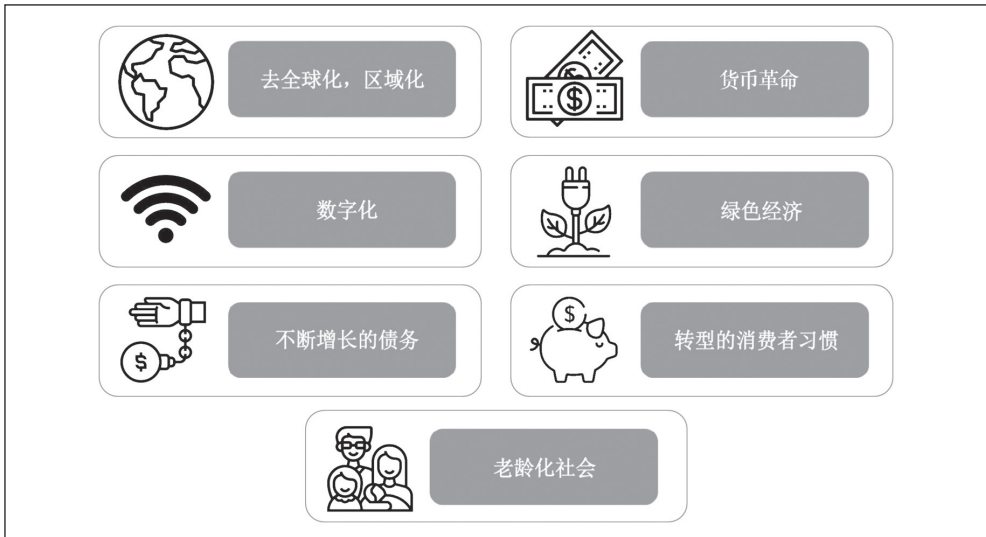 去全球化，区域化
货币革命
$
数字化
绿色经济
$
不断增长的债务
$
转型的消费者习惯
老龄化社会